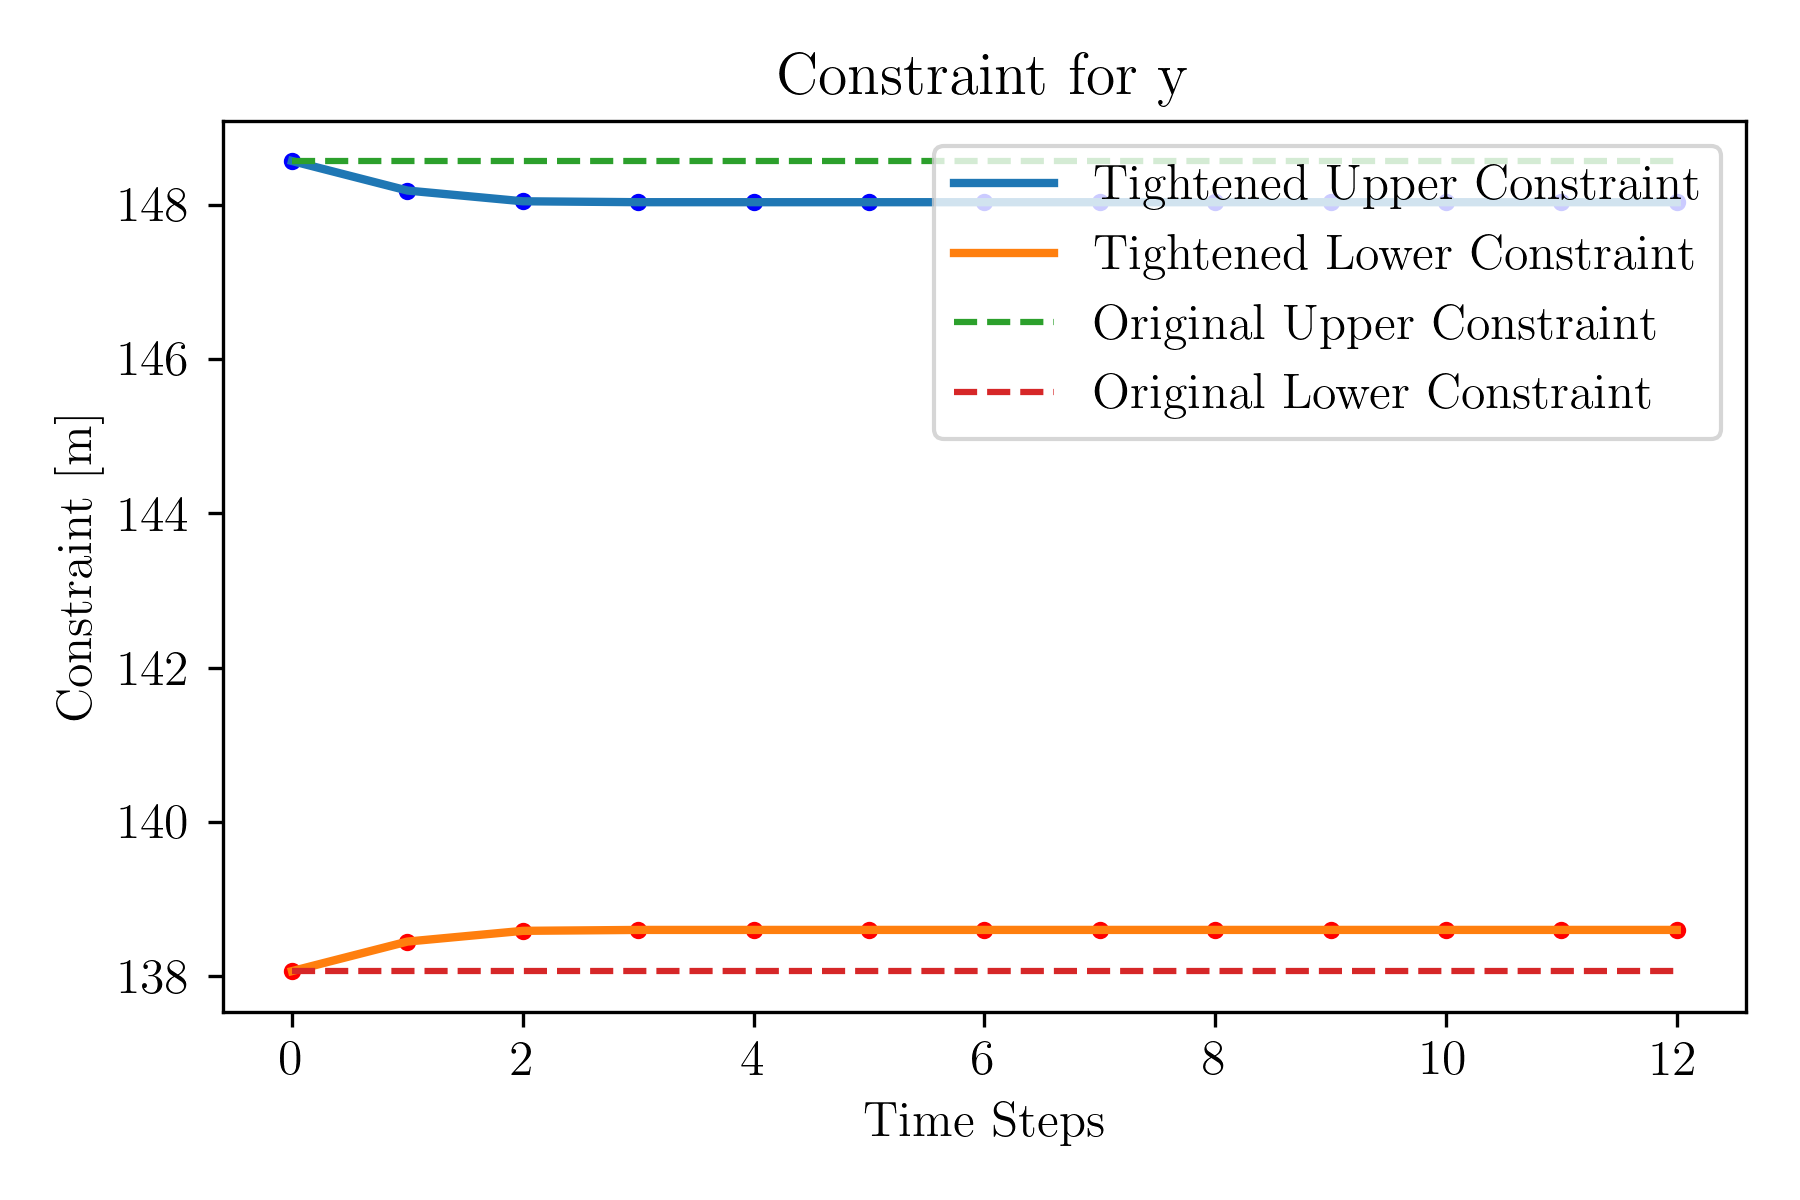 Constraint for y
Constraint [m]
148
146
144
142
140
138
Tightened Upper Constraint
Tightened Lower Constraint
Original Upper Constraint
Original Lower Constraint
0 2 4 6 8 10 12
Time Steps